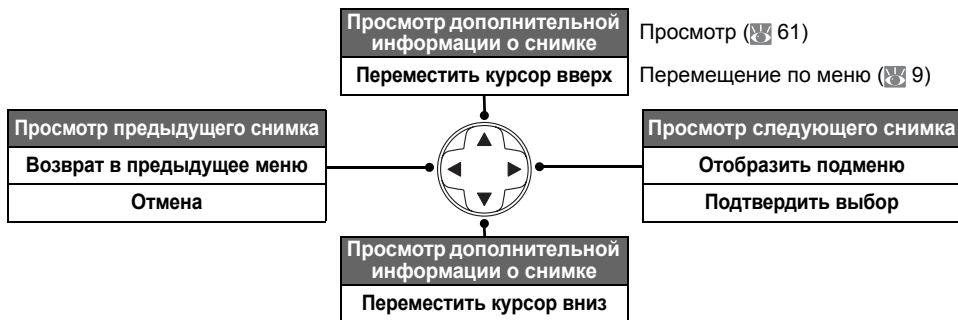 Просмотр дополнительной
информации о снимке
Просмотр (61)
Переместить курсор вверх
Перемещение по меню (9)
Просмотр предыдущего снимка
Возврат в предыдущее меню
Отмена
Просмотр следующего снимка
Отобразить подменю
Подтвердить выбор
Просмотр дополнительной
информации о снимке
Переместить курсор вниз